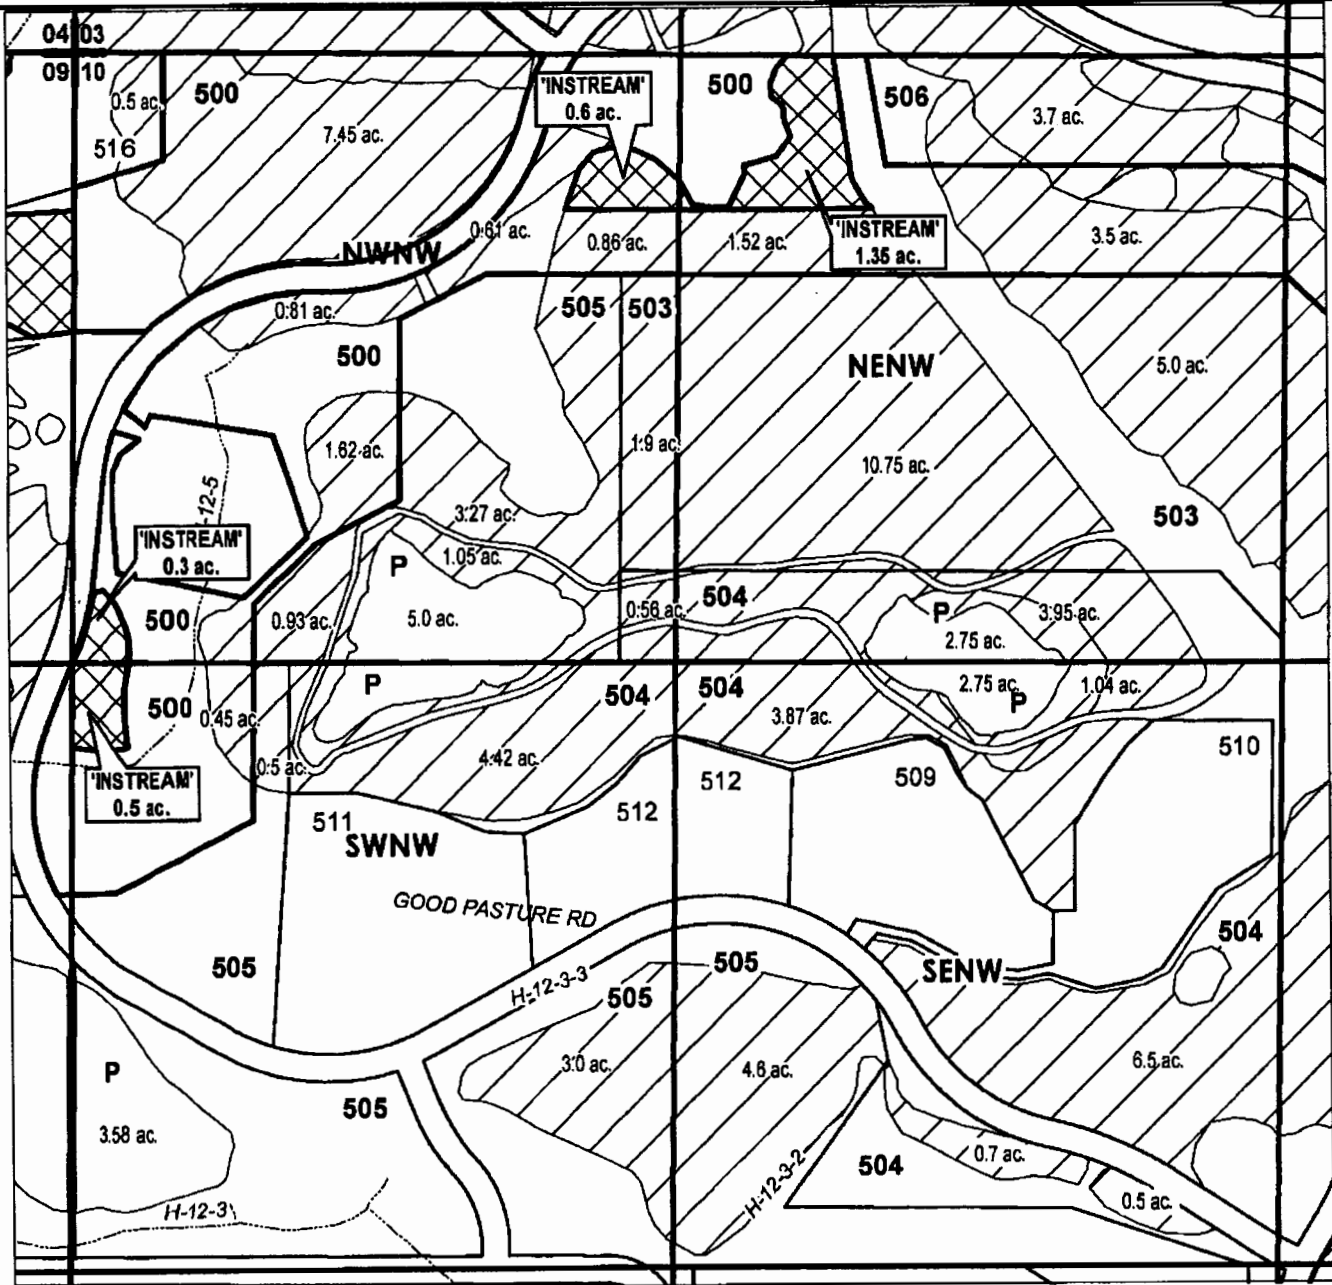 04 03
09 10
0.5 ac.
516
500
7.45 ac.
'INSTREAM'
0.6 ac.
500
506
3.7 ac.
NWNW
0.61 ac.
0.86 ac.
1.52 ac.
'INSTREAM'
1.35 ac.
3.5 ac.
0.81 ac.
505
503
500
NENW
5.0 ac.
1.62 ac.
1.9 ac.
10.75 ac.
-12-5
3.27 ac.
503
'INSTREAM'
0.3 ac.
1.05 ac.
P
500
0.93 ac.
5.0 ac.
0.56 ac.
504
P
3.95 ac.
2.75 ac.
P
500
0.45 ac.
504
504
2.75 ac.
P
1.04 ac.
3.87 ac.
'INSTREAM'
0.5 ac.
0.5 ac.
4.42 ac.
510
512
509
511
512
SWNW
GOOD PASTURE RD
504
505
505
SENW
H-12-3-3
505
P
3.0 ac.
4.6 ac.
6.5 ac.
505
3.58 ac.
504
0.7 ac.
H-12-3-2
0.5 ac.
H-12-3